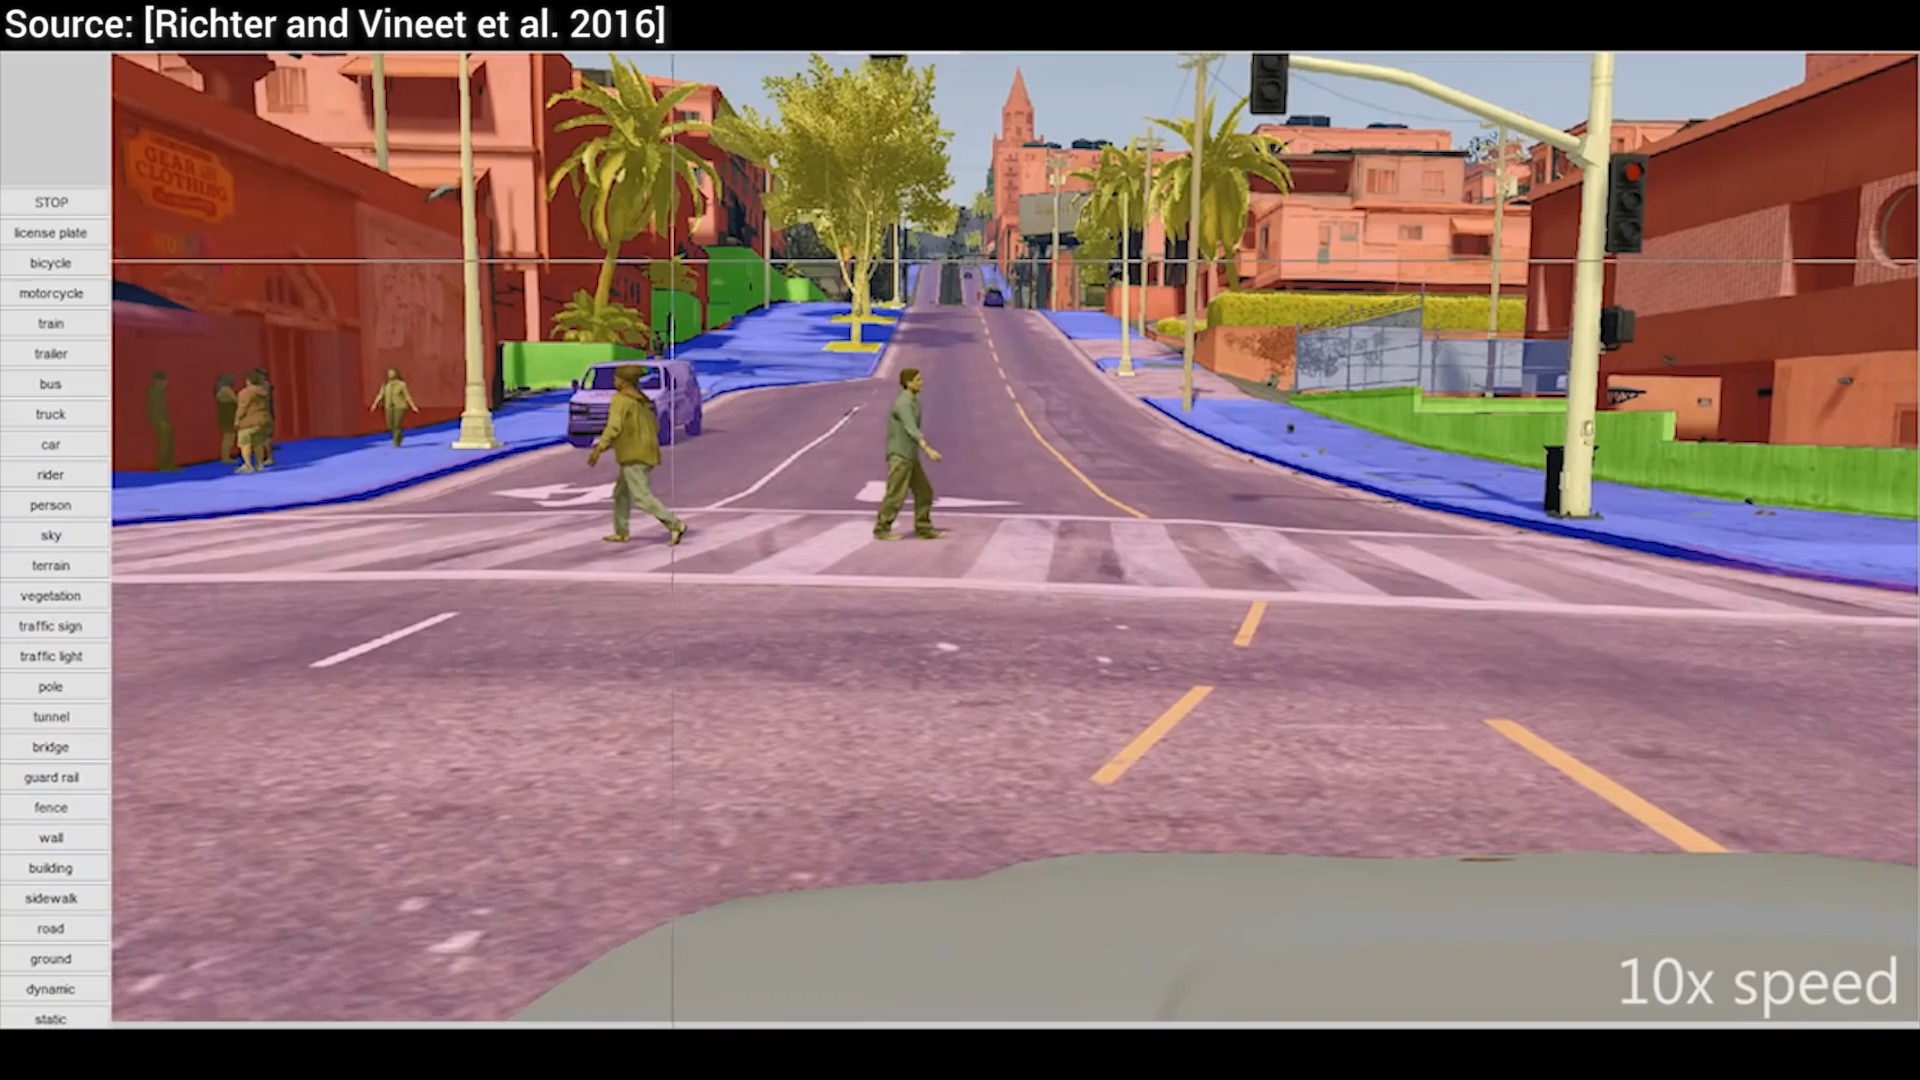 Source: [Richter and Vineet et al. 2016]
GEAR AND
CLOTHING
STOP
license plate
bicycle
motorcycle
train
trailer
bus
truck
car
rider
person
sky
terrain
vegetation
traffic sign
traffic light
pole
tunnel
bridge
guard rail
fence
wall
building
sidewalk
road
ground
dynamic
static
10x speed